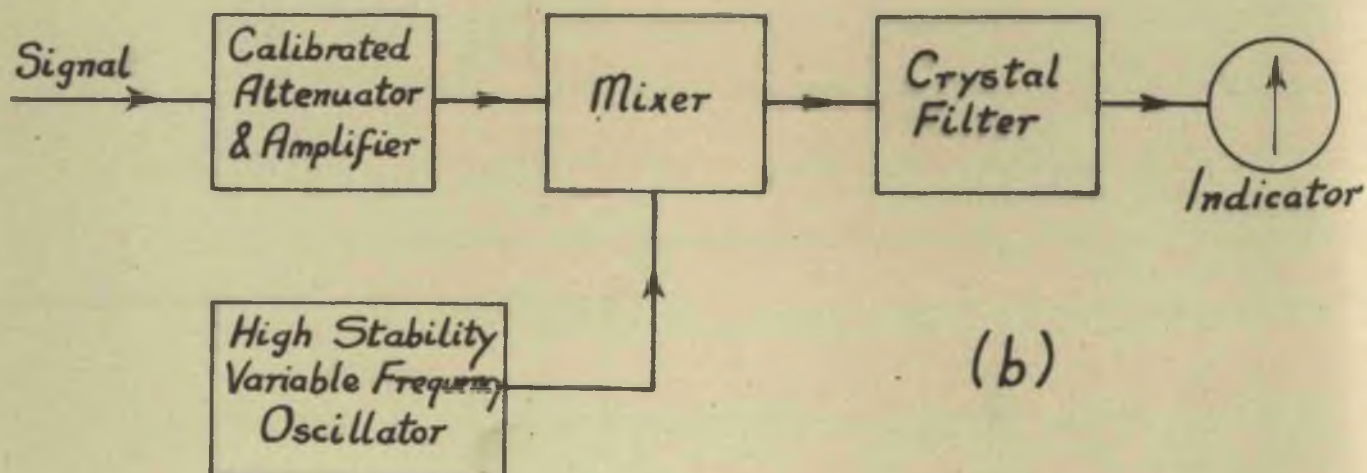 Signal
Calibrated
Attenuator
& Amplifier
Mixer
Crystal
Filter
Indicator
High Stability
Variable Frequency
Oscillator
(b)